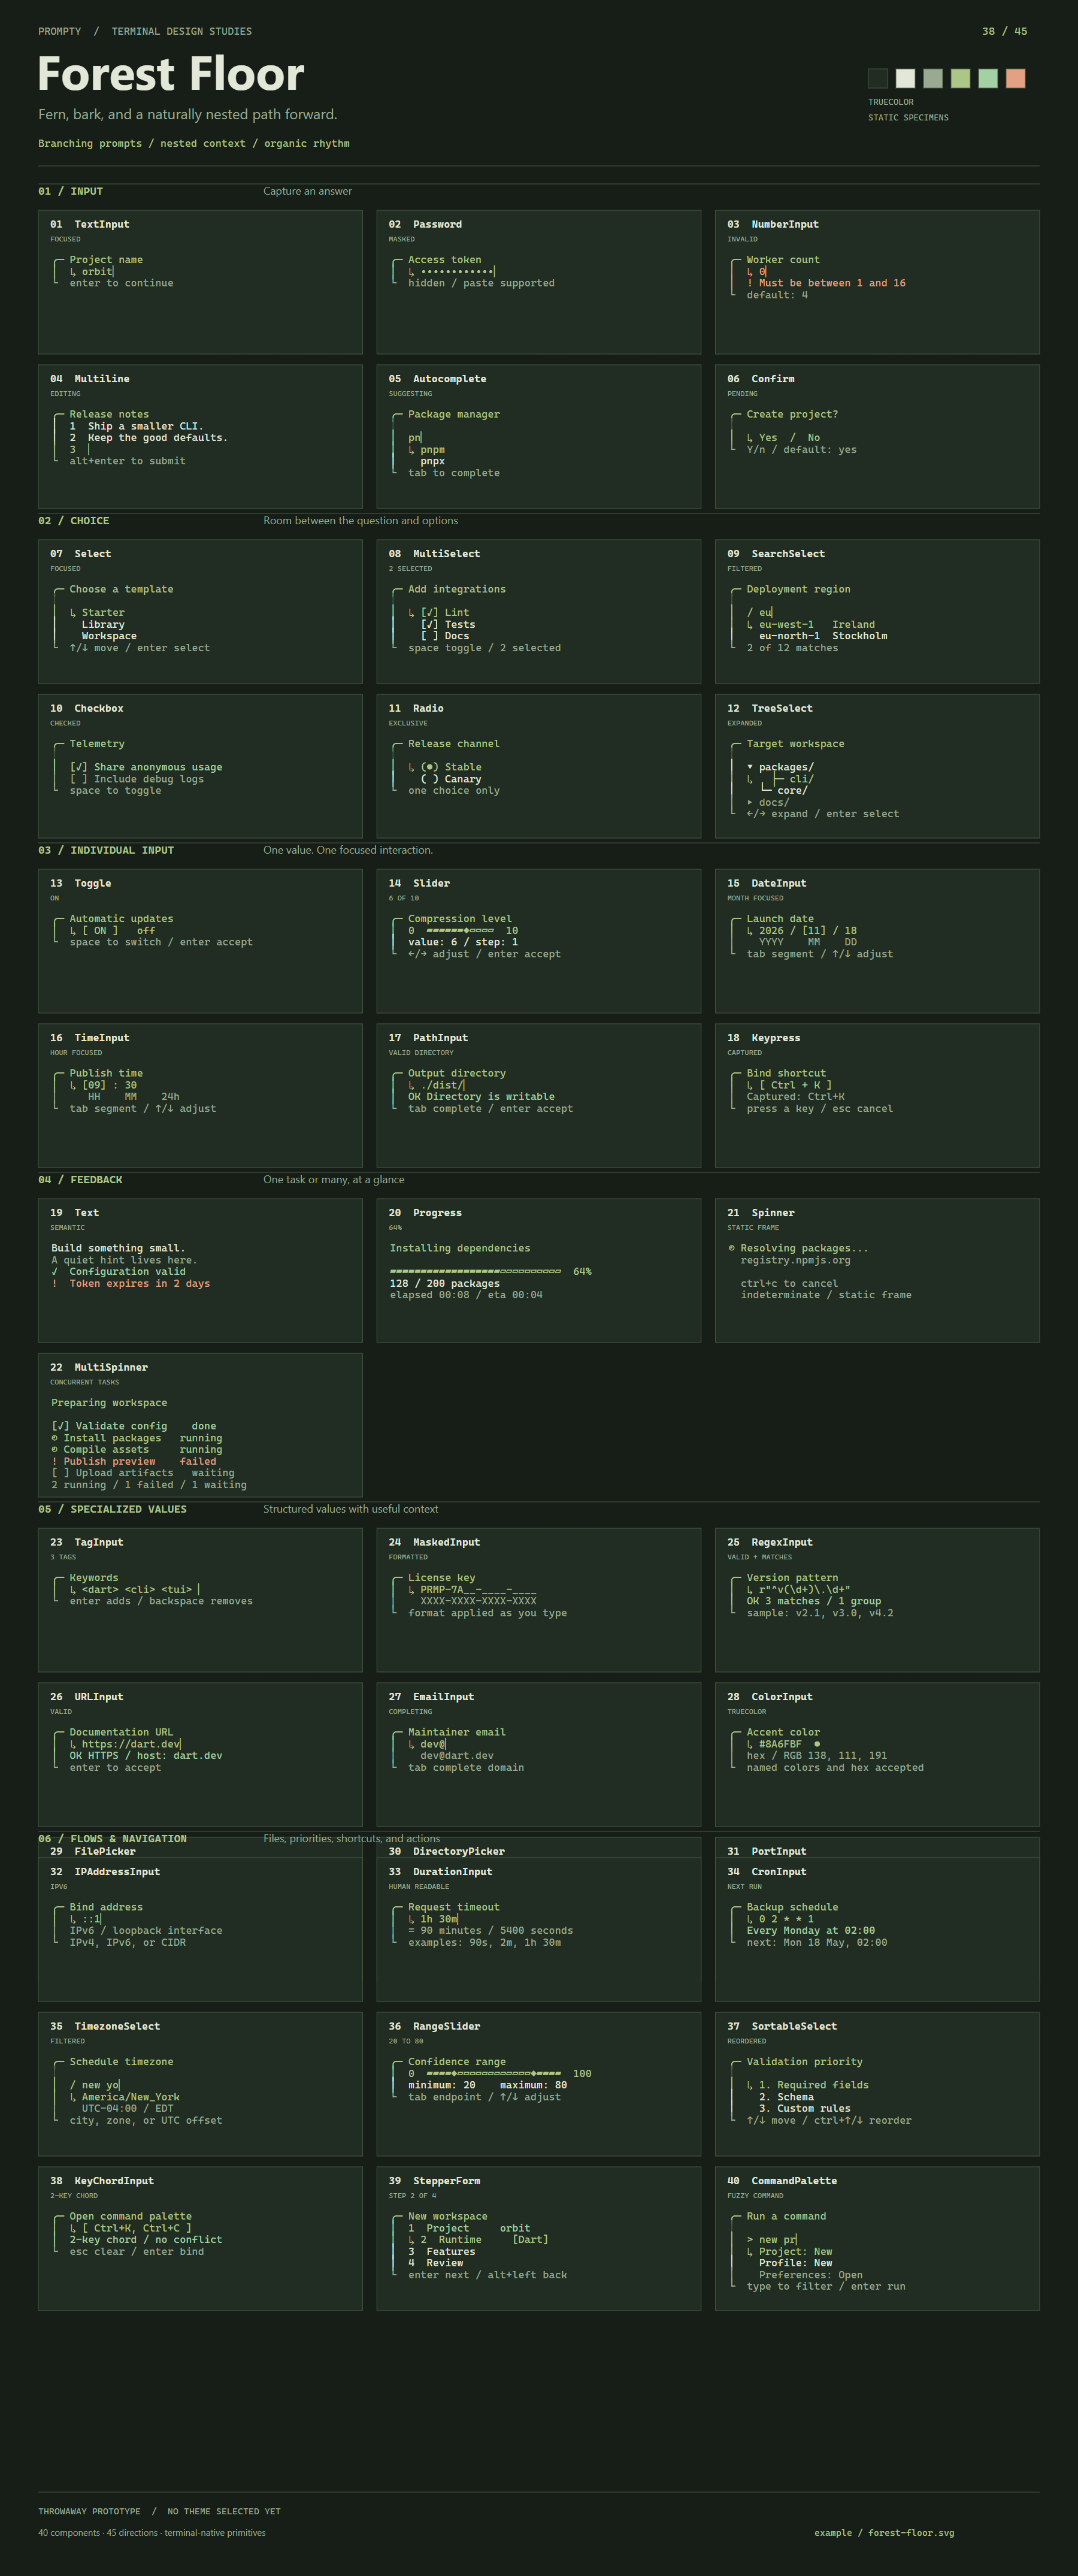 PROMPTY / TERMINAL DESIGN STUDIES
38 / 45
Forest Floor
Fern, bark, and a naturally nested path forward.
TRUECOLOR
STATIC SPECIMENS
Branching prompts / nested context / organic rhythm
01 / INPUT
Capture an answer
01 TextInput
FOCUSED
╭─ Project name
│ ↳ orbit│
└ enter to continue
02 Password
MASKED
╭─ Access token
│ ↳ ••••••••••••│
└ hidden / paste supported
03 NumberInput
INVALID
╭─ Worker count
│ ↳ 0│
│ ! Must be between 1 and 16
└ default: 4
04 Multiline
EDITING
╭─ Release notes
│ 1 Ship a smaller CLI.
│ 2 Keep the good defaults.
│ 3 │
└ alt+enter to submit
05 Autocomplete
SUGGESTING
╭─ Package manager
│ pn│
│ ↳ pnpm
│ pnpx
└ tab to complete
06 Confirm
PENDING
╭─ Create project?
│ ↳ Yes / No
└ Y/n / default: yes
02 / CHOICE
Room between the question and options
07 Select
FOCUSED
╭─ Choose a template
│ ↳ Starter
│ Library
│ Workspace
└ ↑/↓ move / enter select
08 MultiSelect
2 SELECTED
╭─ Add integrations
│ ↳ [✓] Lint
│ [✓] Tests
│ [ ] Docs
└ space toggle / 2 selected
09 SearchSelect
FILTERED
╭─ Deployment region
│ / eu│
│ ↳ eu-west-1 Ireland
│ eu-north-1 Stockholm
└ 2 of 12 matches
10 Checkbox
CHECKED
╭─ Telemetry
│ [✓] Share anonymous usage
│ [ ] Include debug logs
└ space to toggle
11 Radio
EXCLUSIVE
╭─ Release channel
│ ↳ (●) Stable
│ ( ) Canary
└ one choice only
12 TreeSelect
EXPANDED
╭─ Target workspace
│ ▾ packages/
│ ↳ ├─ cli/
│ └─ core/
│ ▸ docs/
└ ←/→ expand / enter select
03 / INDIVIDUAL INPUT
One value. One focused interaction.
13 Toggle
ON
╭─ Automatic updates
│ ↳ [ ON ] off
└ space to switch / enter accept
14 Slider
6 OF 10
╭─ Compression level
│ 0 ▰▰▰▰▰▰◆▱▱▱▱ 10
│ value: 6 / step: 1
└ ←/→ adjust / enter accept
15 DateInput
MONTH FOCUSED
╭─ Launch date
│ ↳ 2026 / [11] / 18
│ YYYY MM DD
└ tab segment / ↑/↓ adjust
16 TimeInput
HOUR FOCUSED
╭─ Publish time
│ ↳ [09] : 30
│ HH MM 24h
└ tab segment / ↑/↓ adjust
17 PathInput
VALID DIRECTORY
╭─ Output directory
│ ↳ ./dist/│
│ OK Directory is writable
└ tab complete / enter accept
18 Keypress
CAPTURED
╭─ Bind shortcut
│ ↳ [ Ctrl + K ]
│ Captured: Ctrl+K
└ press a key / esc cancel
04 / FEEDBACK
One task or many, at a glance
19 Text
SEMANTIC
Build something small.
A quiet hint lives here.
✓ Configuration valid
! Token expires in 2 days
20 Progress
64%
Installing dependencies
▰▰▰▰▰▰▰▰▰▰▰▰▰▰▰▰▰▰▱▱▱▱▱▱▱▱▱▱ 64%
128 / 200 packages
elapsed 00:08 / eta 00:04
21 Spinner
STATIC FRAME
Resolving packages...
registry.npmjs.org
ctrl+c to cancel
indeterminate / static frame
22 MultiSpinner
CONCURRENT TASKS
Preparing workspace
[✓] Validate config done
Install packages running
Compile assets running
! Publish preview failed
[ ] Upload artifacts waiting
2 running / 1 failed / 1 waiting
05 / SPECIALIZED VALUES
Structured values with useful context
23 TagInput
3 TAGS
╭─ Keywords
│ ↳ <dart> <cli> <tui> │
└ enter adds / backspace removes
24 MaskedInput
FORMATTED
╭─ License key
│ ↳ PRMP-7A__-____-____
│ XXXX-XXXX-XXXX-XXXX
└ format applied as you type
25 RegexInput
VALID + MATCHES
╭─ Version pattern
│ ↳ r"^v(\d+)\.\d+"
│ OK 3 matches / 1 group
└ sample: v2.1, v3.0, v4.2
26 URLInput
VALID
╭─ Documentation URL
│ ↳ https://dart.dev│
│ OK HTTPS / host: dart.dev
└ enter to accept
27 EmailInput
COMPLETING
╭─ Maintainer email
│ ↳ dev@│
│ dev@dart.dev
└ tab complete domain
28 ColorInput
TRUECOLOR
╭─ Accent color
│ ↳ #8A6FBF ●
│ hex / RGB 138, 111, 191
└ named colors and hex accepted
06 / FLOWS & NAVIGATION
Files, priorities, shortcuts, and actions
29 FilePicker
30 DirectoryPicker
31 PortInput
32 IPAddressInput
IPV6
╭─ Bind address
│ ↳ ::1│
│ IPv6 / loopback interface
└ IPv4, IPv6, or CIDR
33 DurationInput
HUMAN READABLE
╭─ Request timeout
│ ↳ 1h 30m│
│ = 90 minutes / 5400 seconds
└ examples: 90s, 2m, 1h 30m
34 CronInput
NEXT RUN
╭─ Backup schedule
│ ↳ 0 2 * * 1
│ Every Monday at 02:00
└ next: Mon 18 May, 02:00
35 TimezoneSelect
FILTERED
╭─ Schedule timezone
│ / new yo│
│ ↳ America/New_York
│ UTC-04:00 / EDT
└ city, zone, or UTC offset
36 RangeSlider
20 TO 80
╭─ Confidence range
│ 0 ▰▰▰▰◆▱▱▱▱▱▱▱▱▱▱▱▱◆▰▰▰▰ 100
│ minimum: 20 maximum: 80
└ tab endpoint / ↑/↓ adjust
37 SortableSelect
REORDERED
╭─ Validation priority
│ ↳ 1. Required fields
│ 2. Schema
│ 3. Custom rules
└ ↑/↓ move / ctrl+↑/↓ reorder
38 KeyChordInput
2-KEY CHORD
╭─ Open command palette
│ ↳ [ Ctrl+K, Ctrl+C ]
│ 2-key chord / no conflict
└ esc clear / enter bind
39 StepperForm
STEP 2 OF 4
╭─ New workspace
│ 1 Project orbit
│ ↳ 2 Runtime [Dart]
│ 3 Features
│ 4 Review
└ enter next / alt+left back
40 CommandPalette
FUZZY COMMAND
╭─ Run a command
│ > new pr│
│ ↳ Project: New
│ Profile: New
│ Preferences: Open
└ type to filter / enter run
THROWAWAY PROTOTYPE / NO THEME SELECTED YET
40 components · 45 directions · terminal-native primitives
example / forest-floor.svg